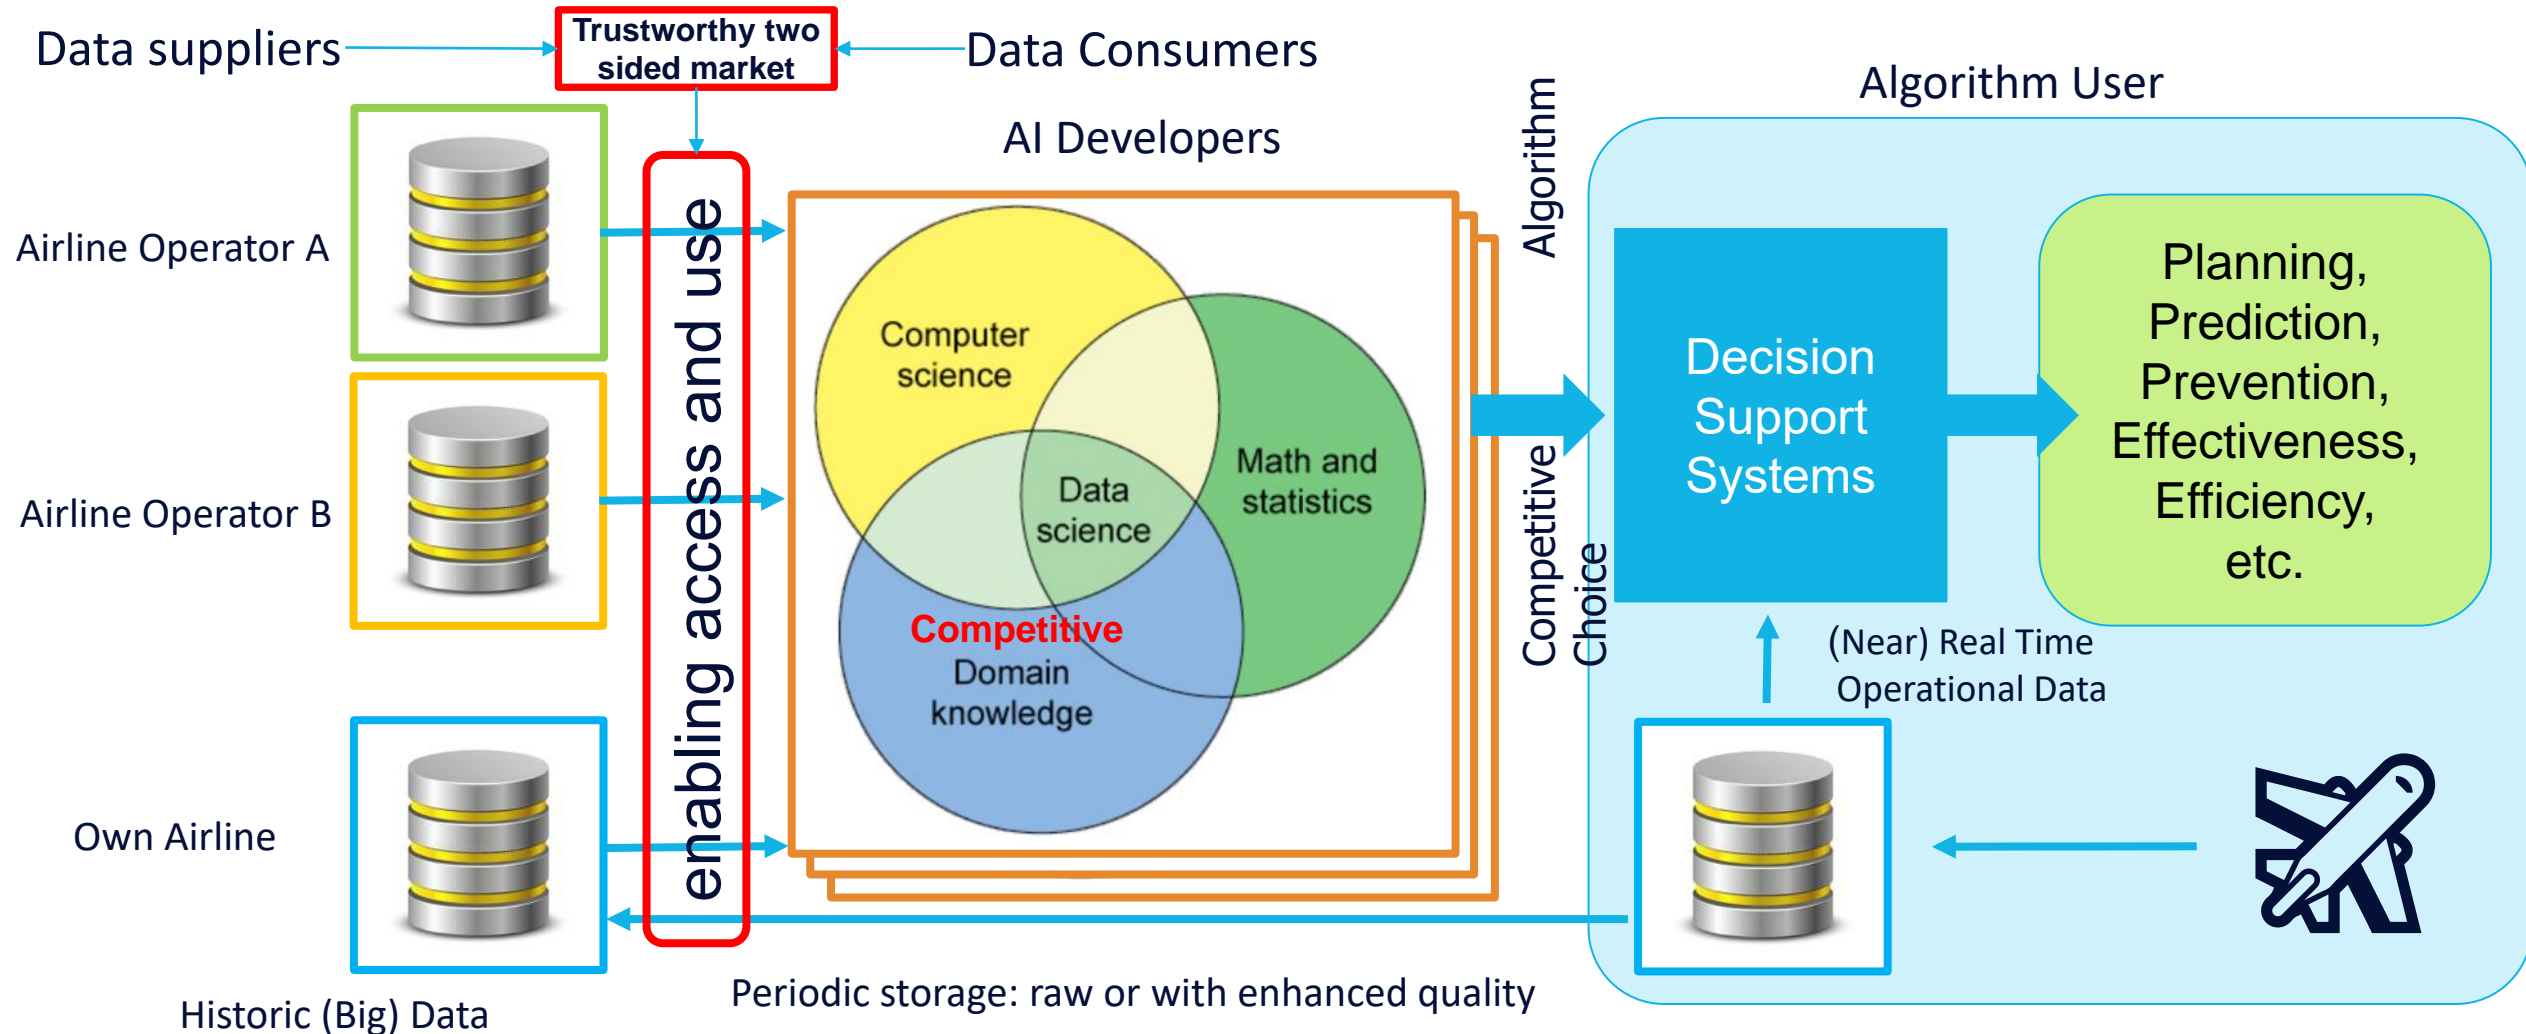 Data suppliers
Trustworthy two
sided market
Data Consumers
Algorithm User
AI Developers
Algorithm
Airline Operator A
Airline Operator B
Own Airline
enabling access and use
Computer
science
Math and
statistics
Data
science
Competitive
Domain
knowledge
Competitive
Choice
Decision
Support
Systems
Planning,
Prediction,
Prevention,
Effectiveness,
Efficiency,
etc.
(Near) Real Time
Operational Data
Periodic storage: raw or with enhanced quality
Historic (Big) Data